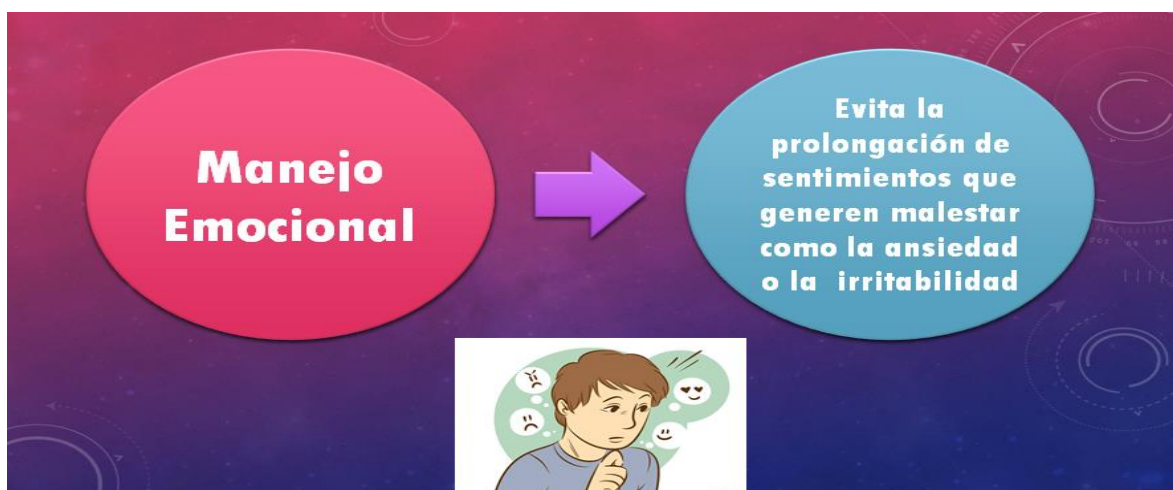 Manejo
Emocional
Evita la
prolongación de
sentimientos que
generen malestar
como la ansiedad
o la irritabilidad